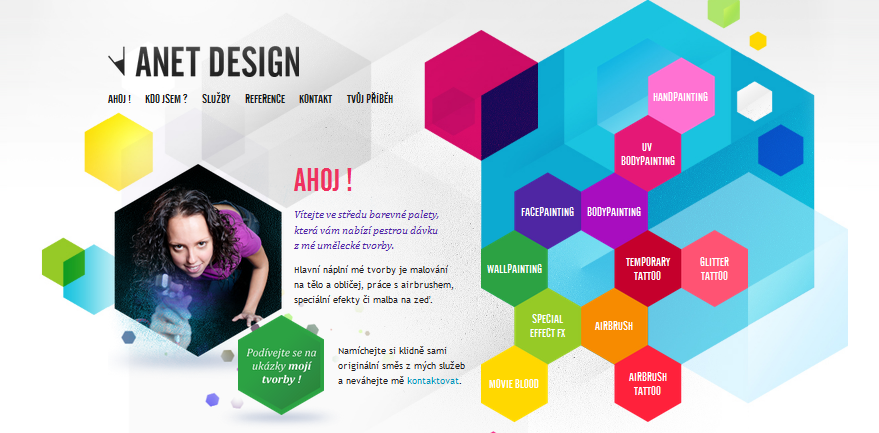 ANET DESIGN
AHOJ !
KDO JSEM ?
SLUŽBY
REFERENCE
KONTAKT
TVŮJ PŘÍBĚH
AHOJ !
Vítejte ve středu barevné palety,
která vám nabízí pestrou dávku
z mé umělecké tvorby.
Hlavní náplní mé tvorby je malování
na tělo a obličej, práce s airbrushem,
speciální efekty či malba na zeď.
Podívejte se na
ukázky mojí
tvorby !
Namíchejte si klidně sami
originální směs z mých služeb
a neváhejte mě kontaktovat.
HANDPAINTING
UV
BODYPAINTING
FACEPAINTING
BODYPAINTING
WALLPAINTING
TEMPORARY
TATTOO
GLITTER
TATTOO
SPECIAL
EFFECT FX
AIRBRUSH
MOVIE BLOOD
AIRBRUSH
TATTOO